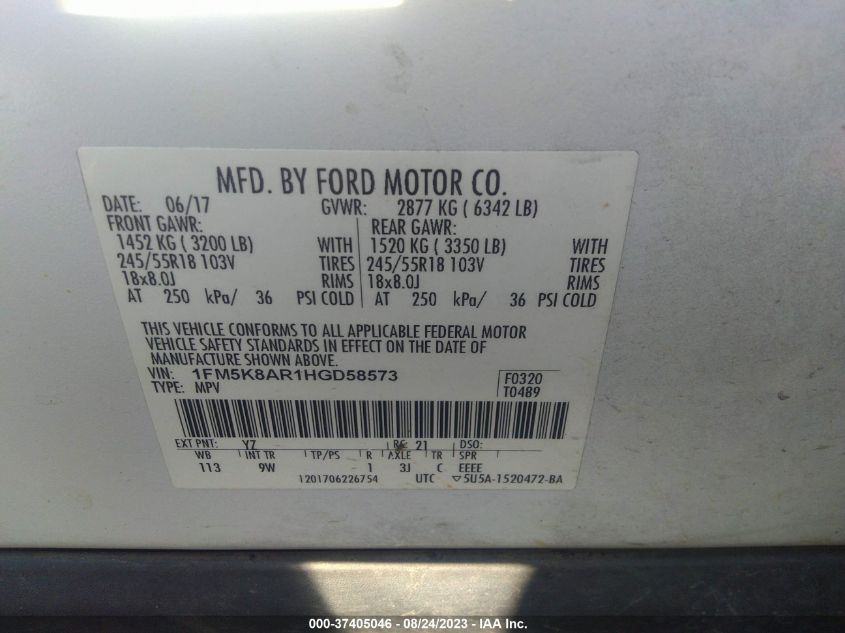 MFD. BY FORD MOTOR CO.
DATE: 06/17 GVWR: 2877 KG ( 6342 LB)
FRONT GAWR: REAR GAWR:
1452 KG ( 3200 LB) WITH 1520 KG ( 3350 LB) WITH
245/55R18 103V TIRES 245/55R18 103V TIRES
18x8.0J RIMS 18x8.0J RIMS
AT 250 kPa/ 36 PSI COLD AT 250 kPa/ 36 PSI COLD
THIS VEHICLE CONFORMS TO ALL APPLICABLE FEDERAL MOTOR
VEHICLE SAFETY STANDARDS IN EFFECT ON THE DATE OF
MANUFACTURE SHOWN ABOVE.
VIN: 1FM5K8AR1HGD58573 F0320
TYPE: MPV T0489
EXT PNT: YZ RC: 21 DSO:
WB INT TR TP/PS R AXLE TR SPR
113 9W 1 3J C EEEE
1201706226754 UTC ▽5U5A-1520472-BA
000-37405046 - 08/24/2023 - IAAI.com.